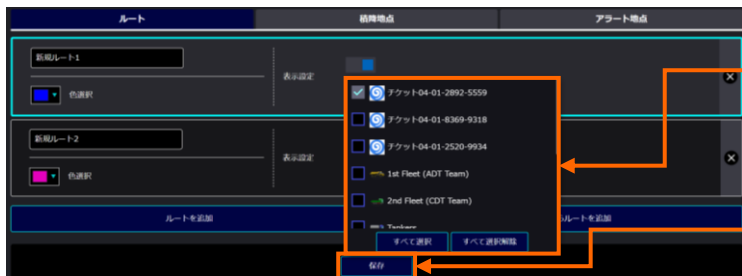 ルート 積降地点 アラート地点
新規ルート1
表示設定
色選択
チケット04-01-2892-5559
チケット04-01-8369-9318
チケット04-01-2520-9934
新規ルート2
表示設定
色選択
1st Fleet (ADT Team)
2nd Fleet (CDT Team)
Tankers
ルートを追加
すべて選択 すべて選択解除
ルートを追加
保存